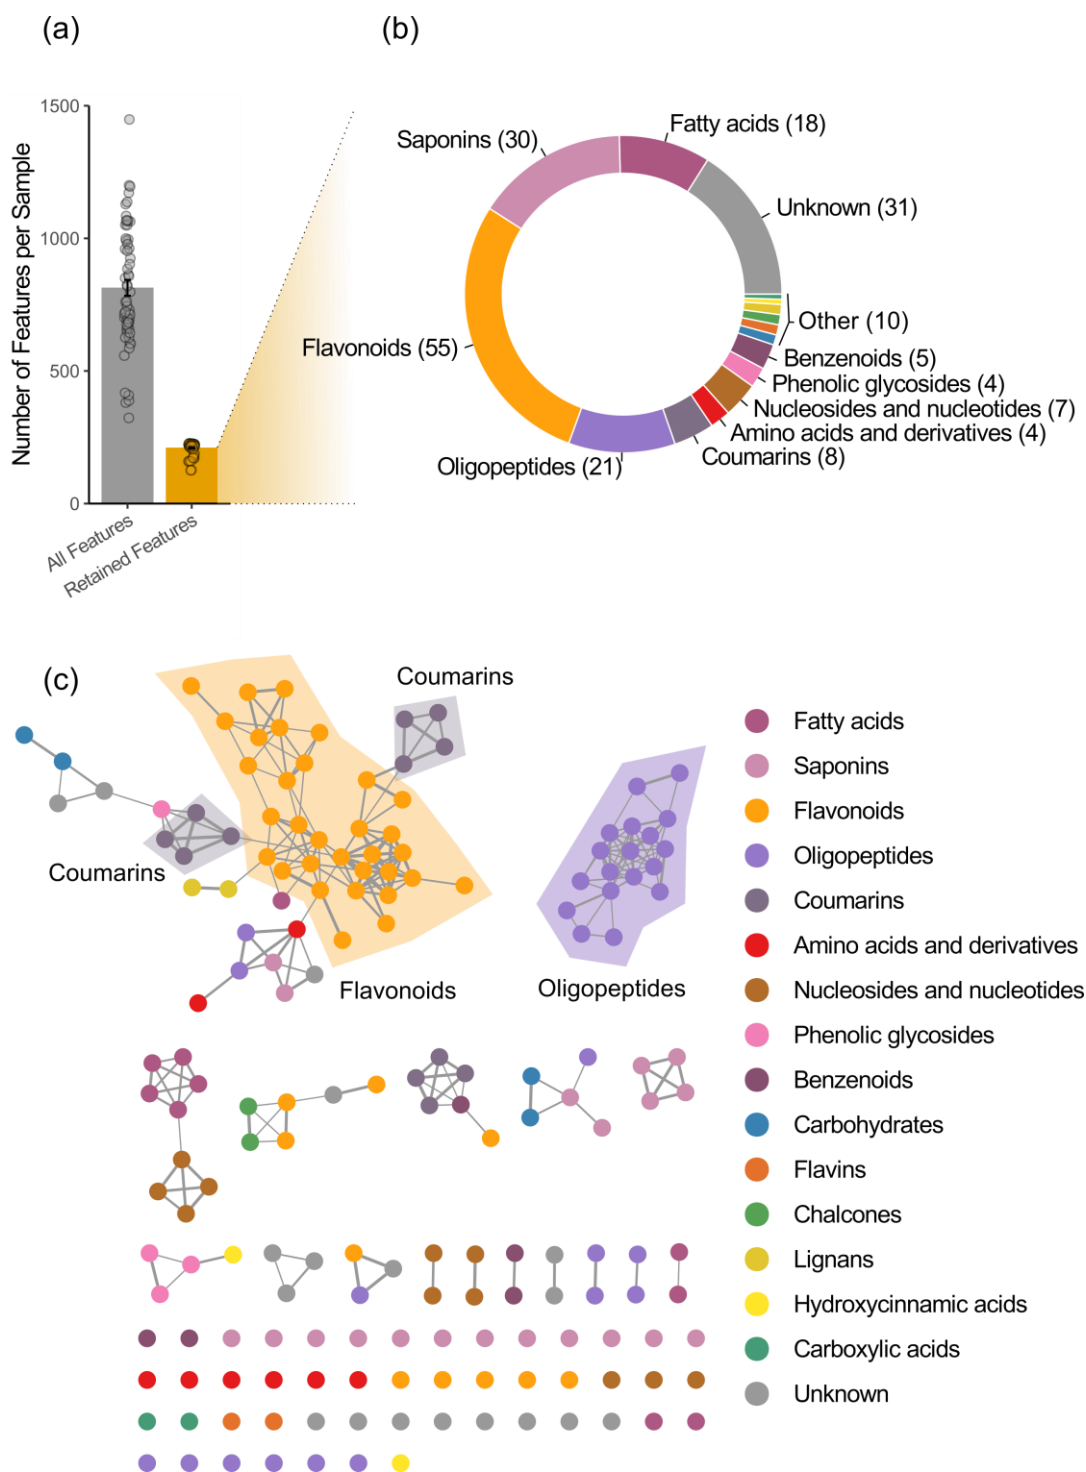 (a)
(b)
1500
1000
500
0
Number of Features per Sample
All Features
Retained Features
Fatty acids (18)
Saponins (30)
Unknown (31)
Flavonoids (55)
Other (10)
Benzenoids (5)
Phenolic glycosides (4)
Nucleosides and nucleotides (7)
Amino acids and derivatives (4)
Coumarins (8)
Oligopeptides (21)
(c)
Coumarins
Coumarins
Flavonoids
Oligopeptides
Fatty acids
Saponins
Flavonoids
Oligopeptides
Coumarins
Amino acids and derivatives
Nucleosides and nucleotides
Phenolic glycosides
Benzenoids
Carbohydrates
Flavins
Chalcones
Lignans
Hydroxycinnamic acids
Carboxylic acids
Unknown